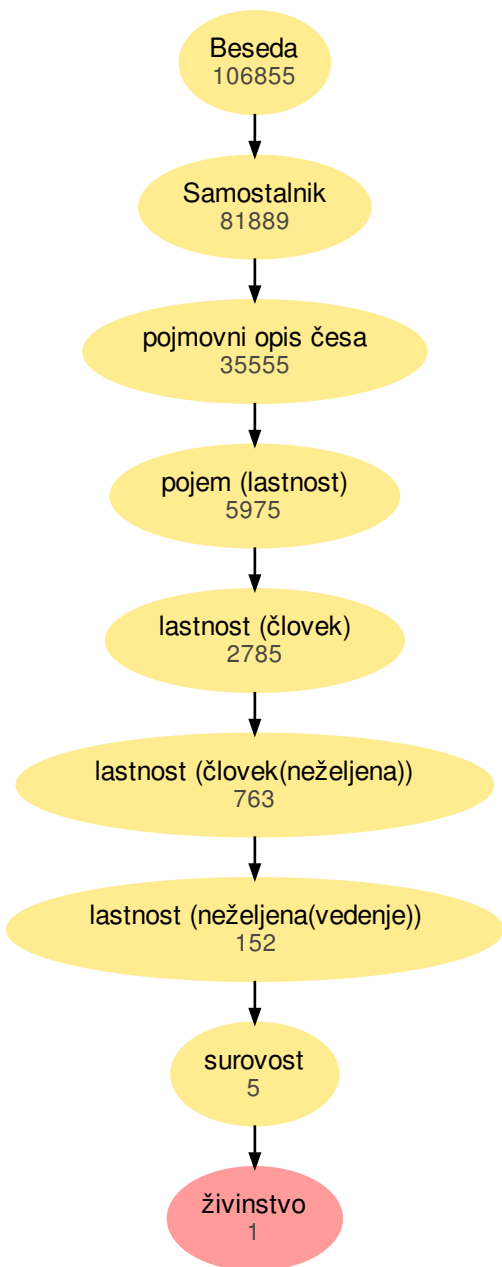 Beseda
106855
Samostalnik
81889
pojmovni opis česa
35555
pojem (lastnost)
5975
lastnost (človek)
2785
lastnost (človek(neželjena))
763
lastnost (neželjena(vedenje))
152
surovost
5
živinstvo
1